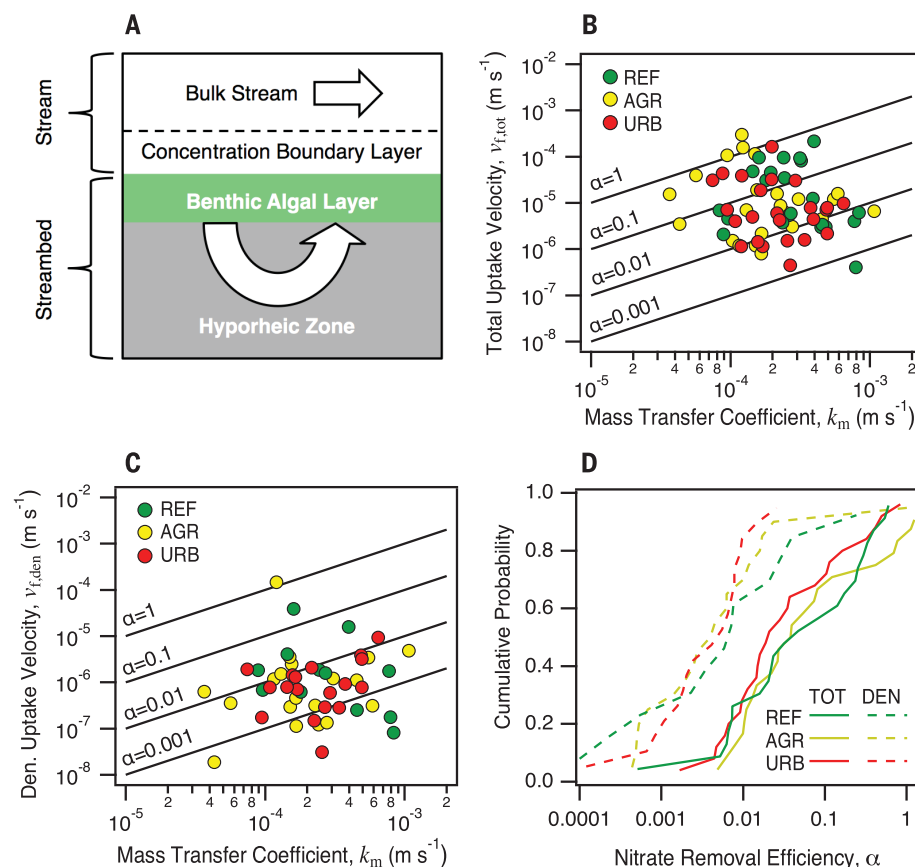 A
Stream
Streambed
Bulk Stream
Concentration Boundary Layer
Benthic Algal Layer
Hyporheic Zone
B
Total Uptake Velocity, vf,tot (m s-1)
10-2
10-3
10-4
10-5
10-6
10-7
10-8
REF
AGR
URB
α=1
α=0.1
α=0.01
α=0.001
4 6 8 2 4 6 8 2
10-5 10-4 10-3
Mass Transfer Coefficient, km (m s-1)
C
Den. Uptake Velocity, vf,den (m s-1)
10-2
10-3
10-4
10-5
10-6
10-7
10-8
REF
AGR
URB
α=1
α=0.1
α=0.01
α=0.001
2 4 6 8 2 4 6 8 2
10-5 10-4 10-3
Mass Transfer Coefficient, km (m s-1)
D
Cumulative Probability
1.0
0.8
0.6
0.4
0.2
0.0
TOT DEN
REF
AGR
URB
0.0001 0.001 0.01 0.1 1
Nitrate Removal Efficiency, α